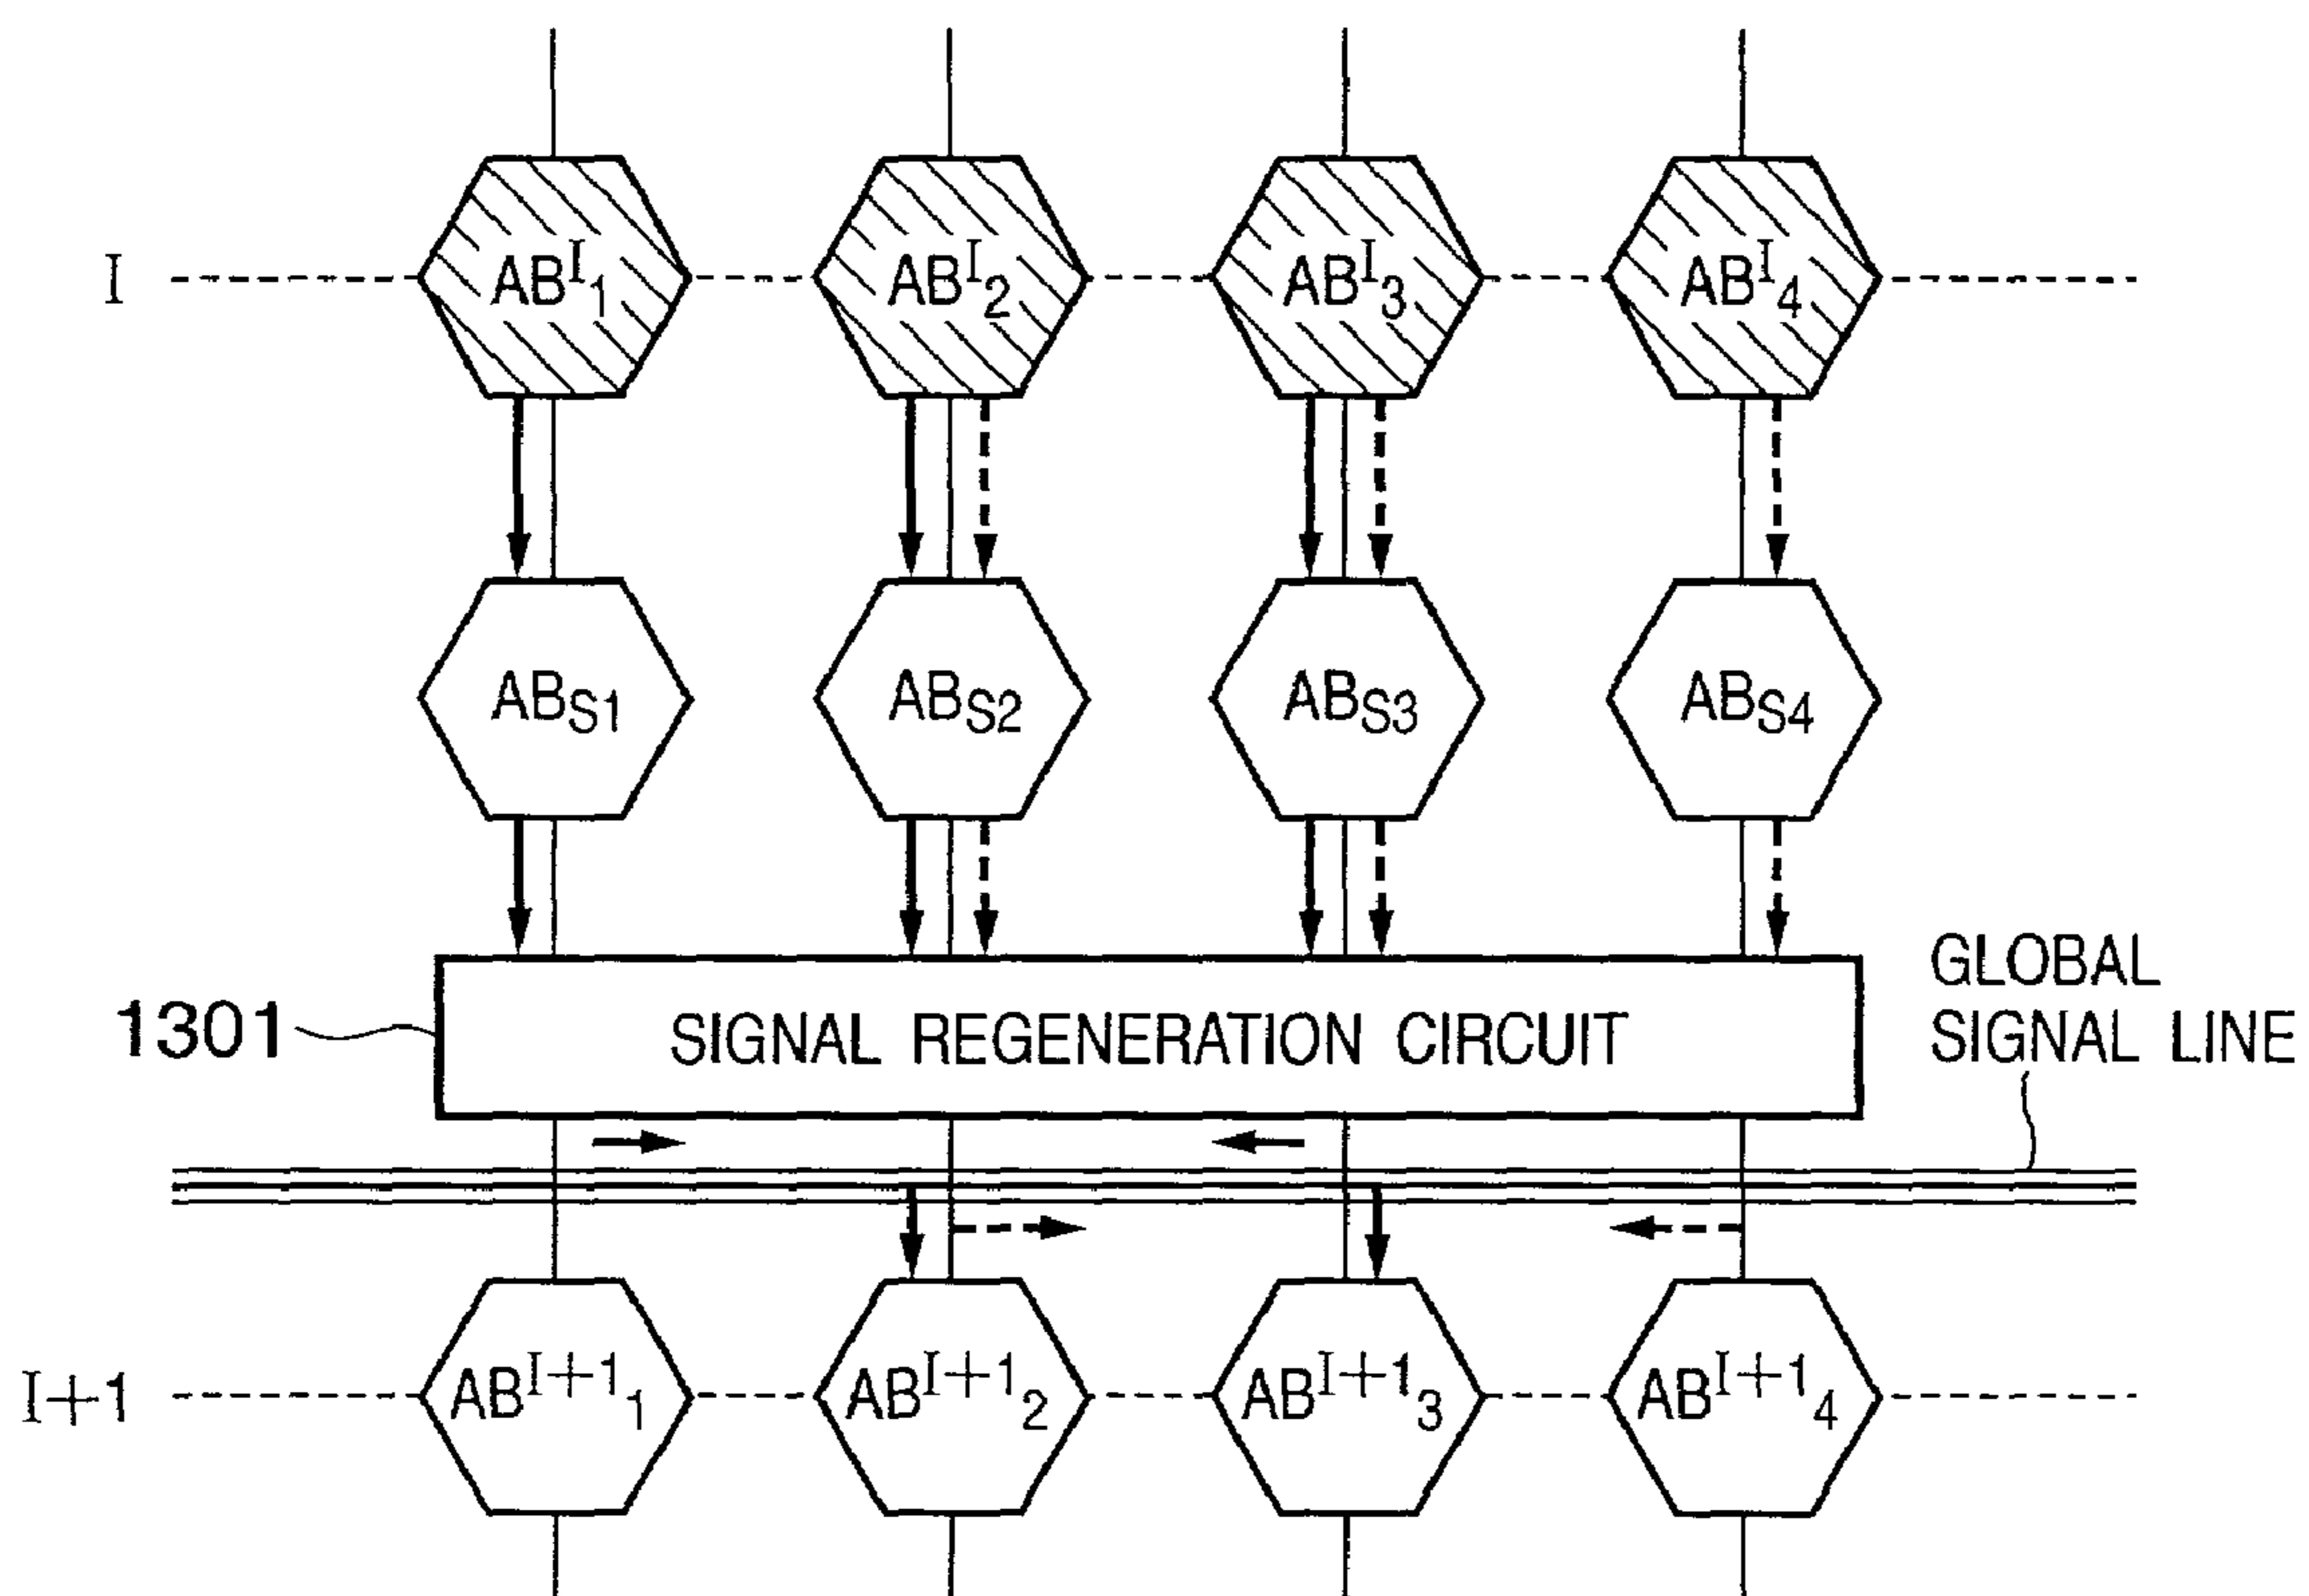 I
AB^I_1
AB^I_2
AB^I_3
AB^I_4
AB_S1
AB_S2
AB_S3
AB_S4
GLOBAL
SIGNAL LINE
1301
SIGNAL REGENERATION CIRCUIT
I+1
AB^I+1_1
AB^I+1_2
AB^I+1_3
AB^I+1_4